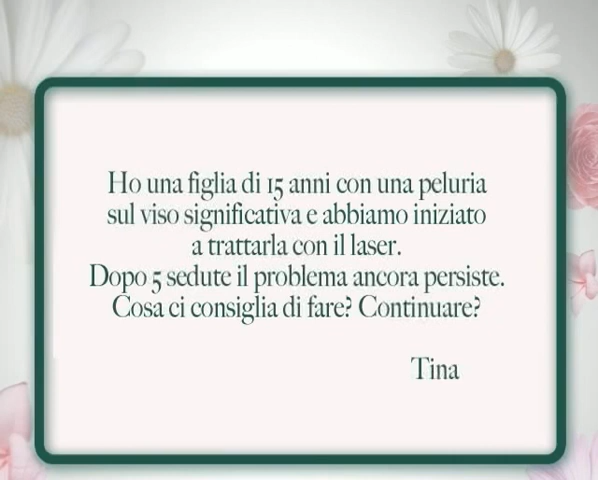 Ho una figlia di 15 anni con una peluria
sul viso significativa e abbiamo iniziato
a trattarla con il laser.
Dopo 5 sedute il problema ancora persiste.
Cosa ci consiglia di fare? Continuare?
Tina